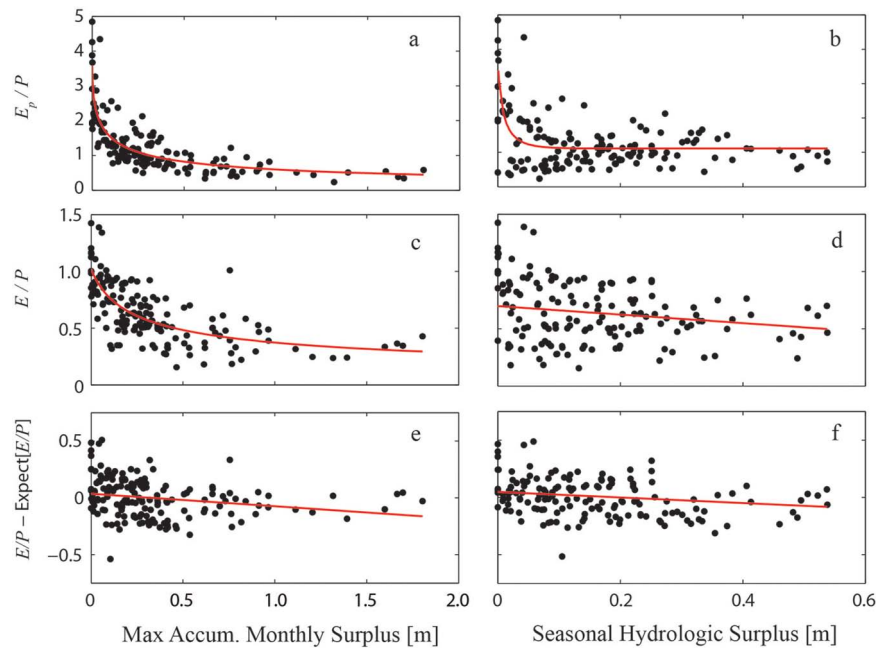 5
4
3
2
1
0
E_p / P
a
b
1.5
1.0
0.5
0
E / P
c
d
0.5
0
−0.5
E/P − Expect[E/P]
e
f
0 0.5 1.0 1.5 2.0
0 0.2 0.4 0.6
Max Accum. Monthly Surplus [m]
Seasonal Hydrologic Surplus [m]